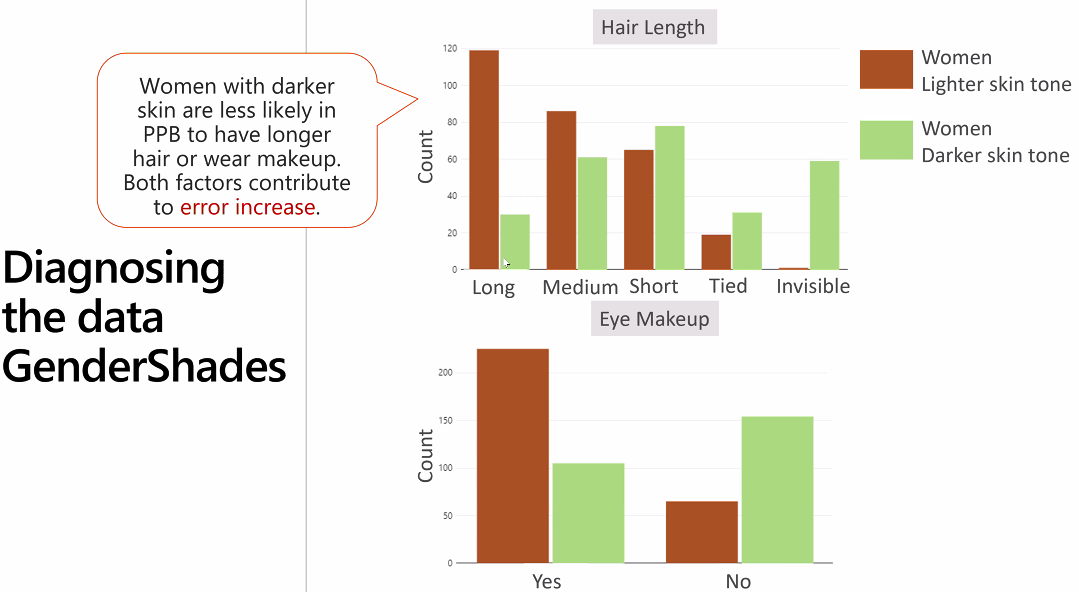 Women with darker
skin are less likely in
PPB to have longer
hair or wear makeup.
Both factors contribute
to error increase.
Diagnosing
the data
GenderShades
Hair Length
120
100
80
60
40
20
0
Count
Long Medium Short Tied Invisible
Women
Lighter skin tone
Women
Darker skin tone
Eye Makeup
200
150
100
50
0
Count
Yes No